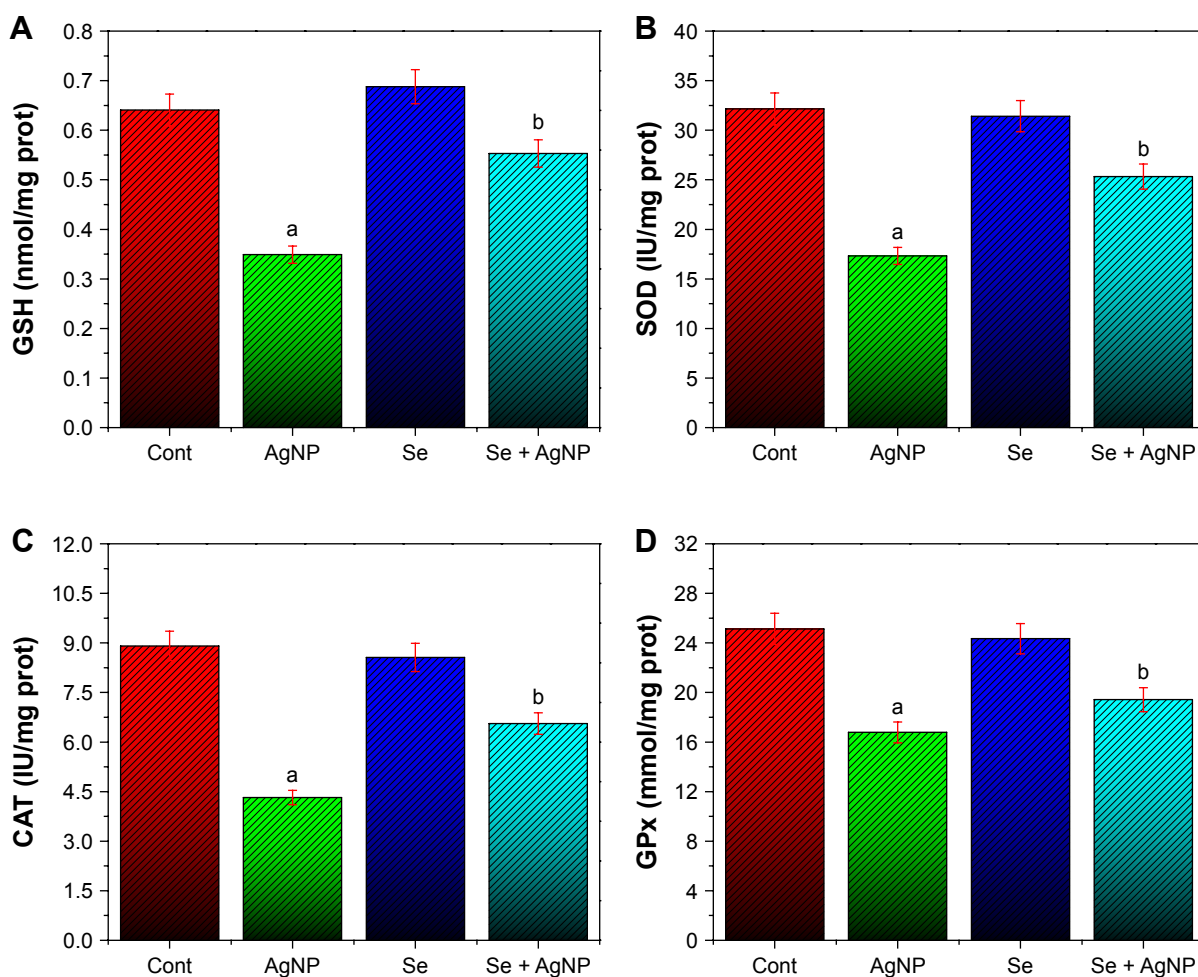 A
GSH (nmol/mg prot)
0.8
0.7
0.6
0.5
0.4
0.3
0.2
0.1
0.0
a
b
Cont AgNP Se Se + AgNP
B
SOD (IU/mg prot)
40
35
30
25
20
15
10
5
0
a
b
Cont AgNP Se Se + AgNP
C
CAT (IU/mg prot)
12.0
10.5
9.0
7.5
6.0
4.5
3.0
1.5
0.0
a
b
Cont AgNP Se Se + AgNP
D
GPx (mmol/mg prot)
32
28
24
20
16
12
8
4
0
a
b
Cont AgNP Se Se + AgNP